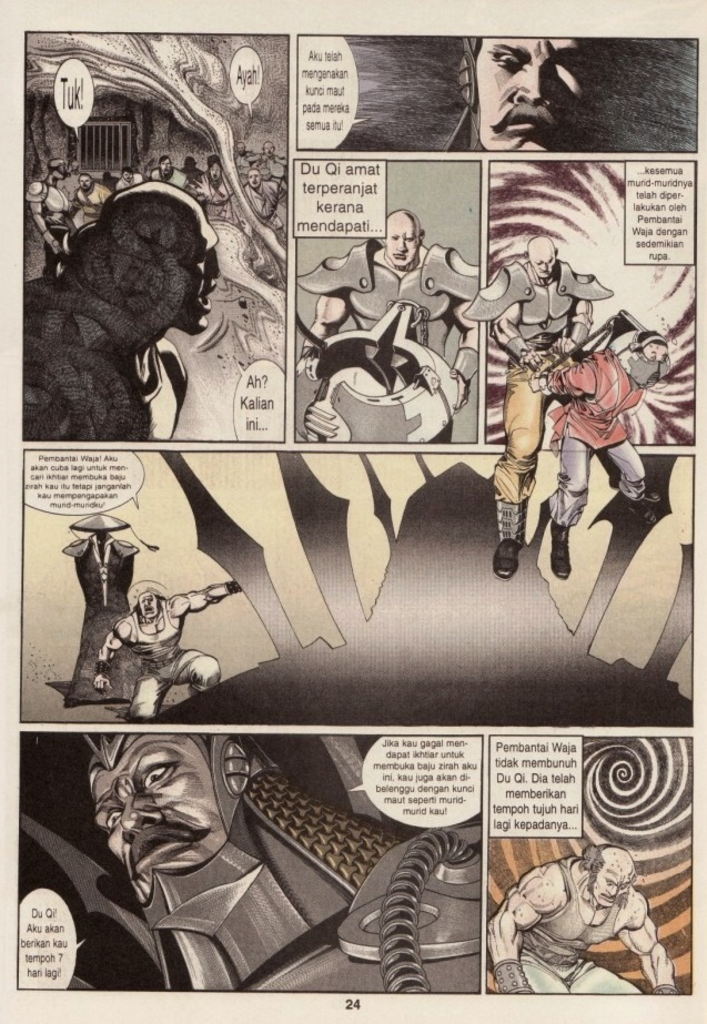 Tuk!
Ayah!
Ah?
Kalian
ini...
Aku telah
mengenakan
kunci maut
pada mereka
semua itu!
Du Qi amat
terperanjat
kerana
mendapati...
...kesemua
murid-muridnya
telah diper-
lakukan oleh
Pembantai
Waja dengan
sedemikian
rupa.
Pembantai Waja! Aku
akan cuba lagi untuk men-
cari ikhtiar membuka baju
zirah kau itu tetapi janganlah
kau mempengapakan
murid-muridku!
Du Qi!
Aku akan
berikan kau
tempoh 7
hari lagi!
Jika kau gagal men-
dapat ikhtiar untuk
membuka baju zirah aku
ini, kau juga akan di-
belenggu dengan kunci
maut seperti murid-
murid kau!
Pembantai Waja
tidak membunuh
Du Qi. Dia telah
memberikan
tempoh tujuh hari
lagi kepadanya...
24